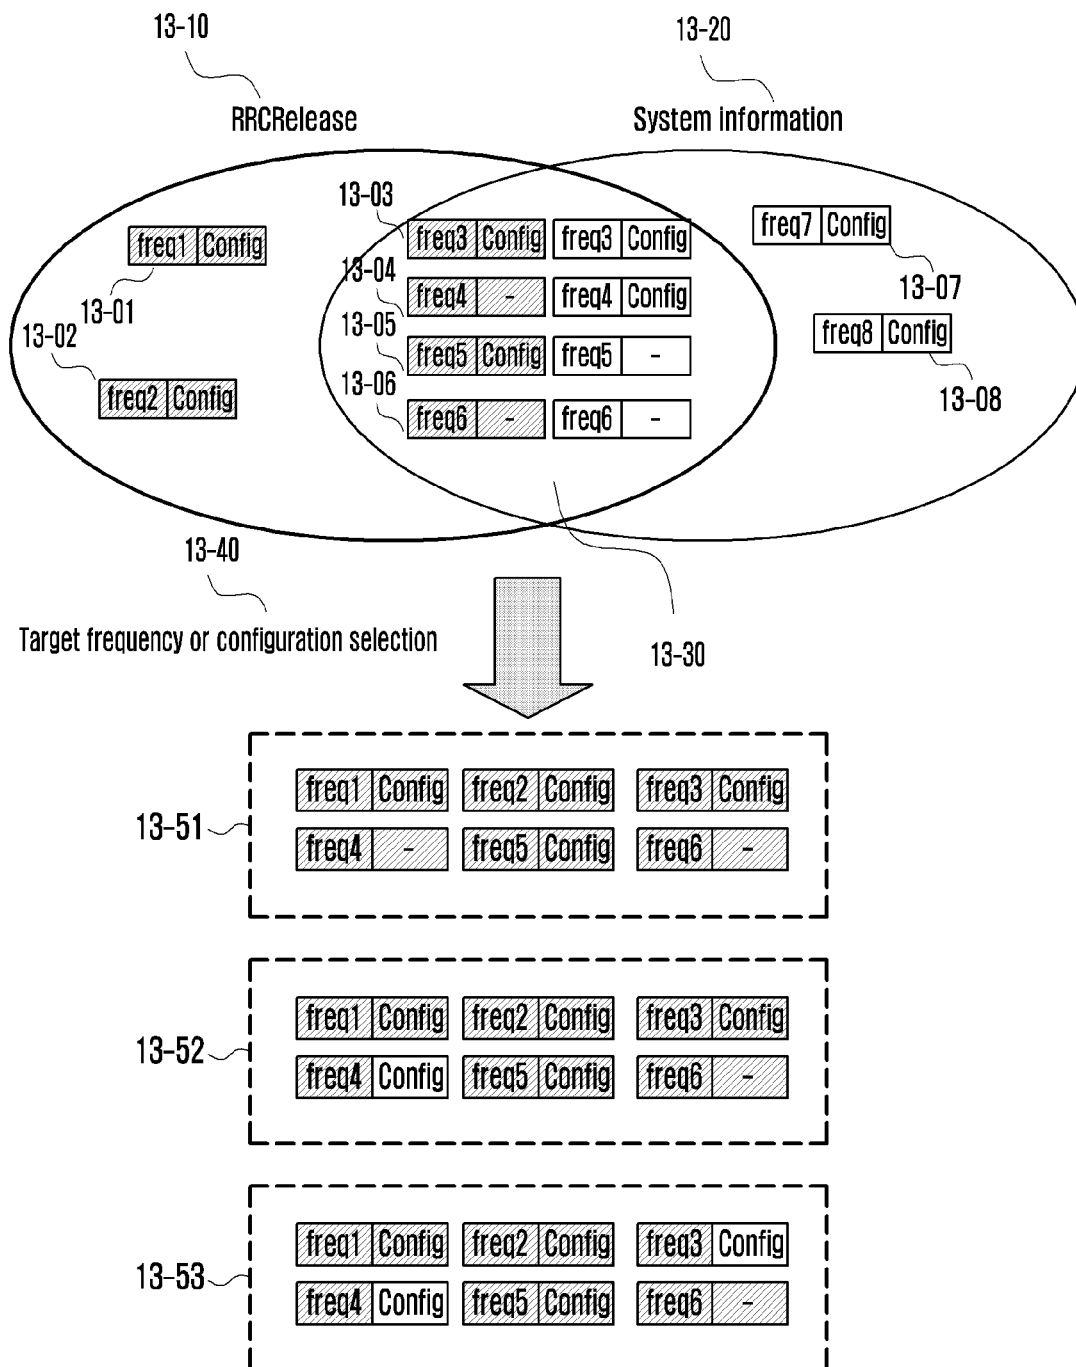 13-10
13-20
RRCRelease
System information
13-03
freq3 Config freq3 Config
freq7 Config
freq1 Config
13-04
13-07
freq4 - freq4 Config
13-01
13-05
13-02
freq8 Config
freq5 Config freq5 -
13-06
13-08
freq2 Config
freq6 - freq6 -
13-40
Target frequency or configuration selection
13-30
13-51
freq1 Config freq2 Config freq3 Config
freq4 - freq5 Config freq6 -
13-52
freq1 Config freq2 Config freq3 Config
freq4 Config freq5 Config freq6 -
13-53
freq1 Config freq2 Config freq3 Config
freq4 Config freq5 Config freq6 -